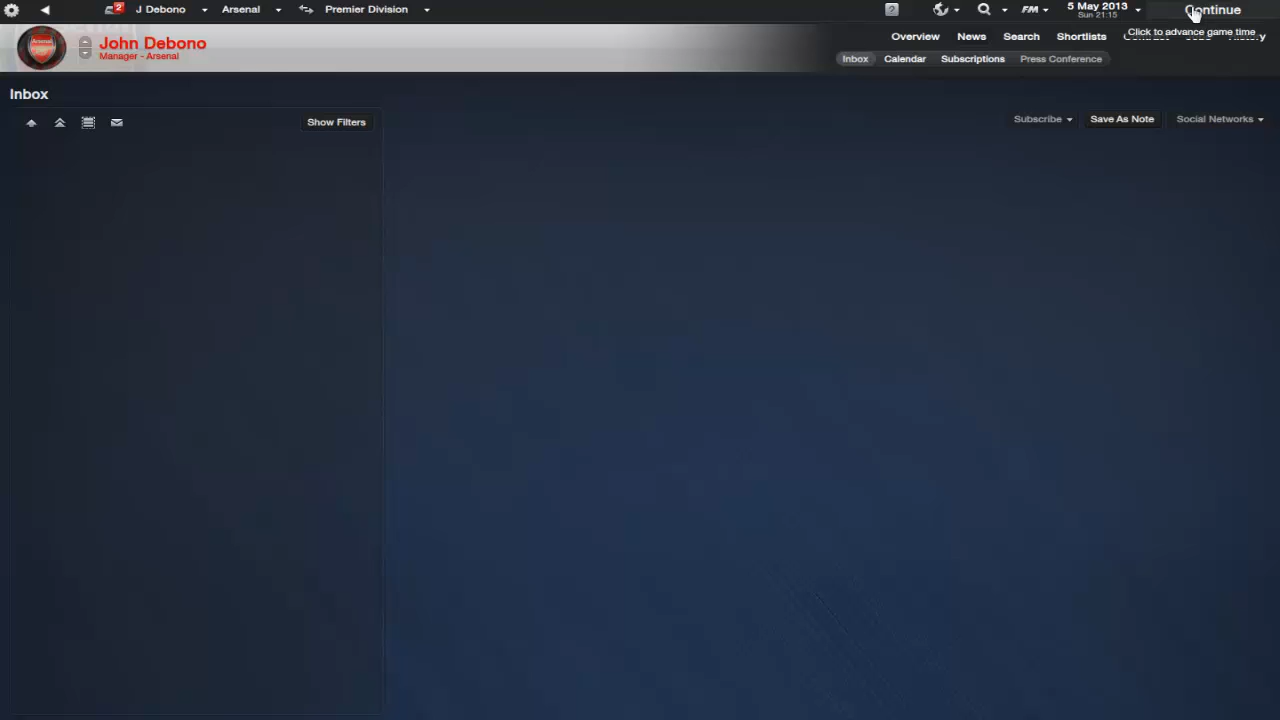 2 J Debono Arsenal Premier Division ? FM 5 May 2013 Continue
Sun 21:15
John Debono
Manager - Arsenal
Overview News Search Shortlists
Click to advance game time
Inbox Calendar Subscriptions Press Conference
Inbox
Show Filters Subscribe Save As Note Social Networks